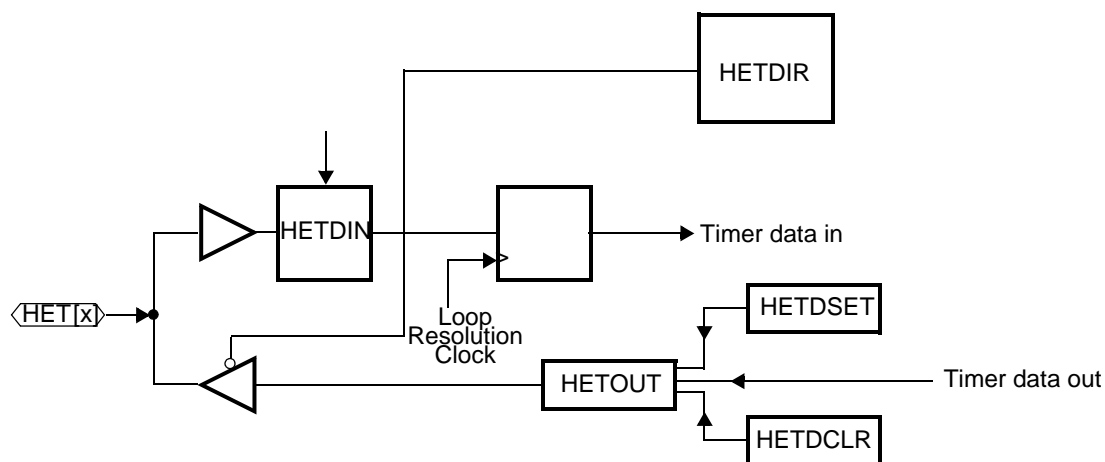 HETDIR
HETDIN
Timer data in
HET[x]
Loop
Resolution
Clock
HETDSET
HETOUT
Timer data out
HETDCLR